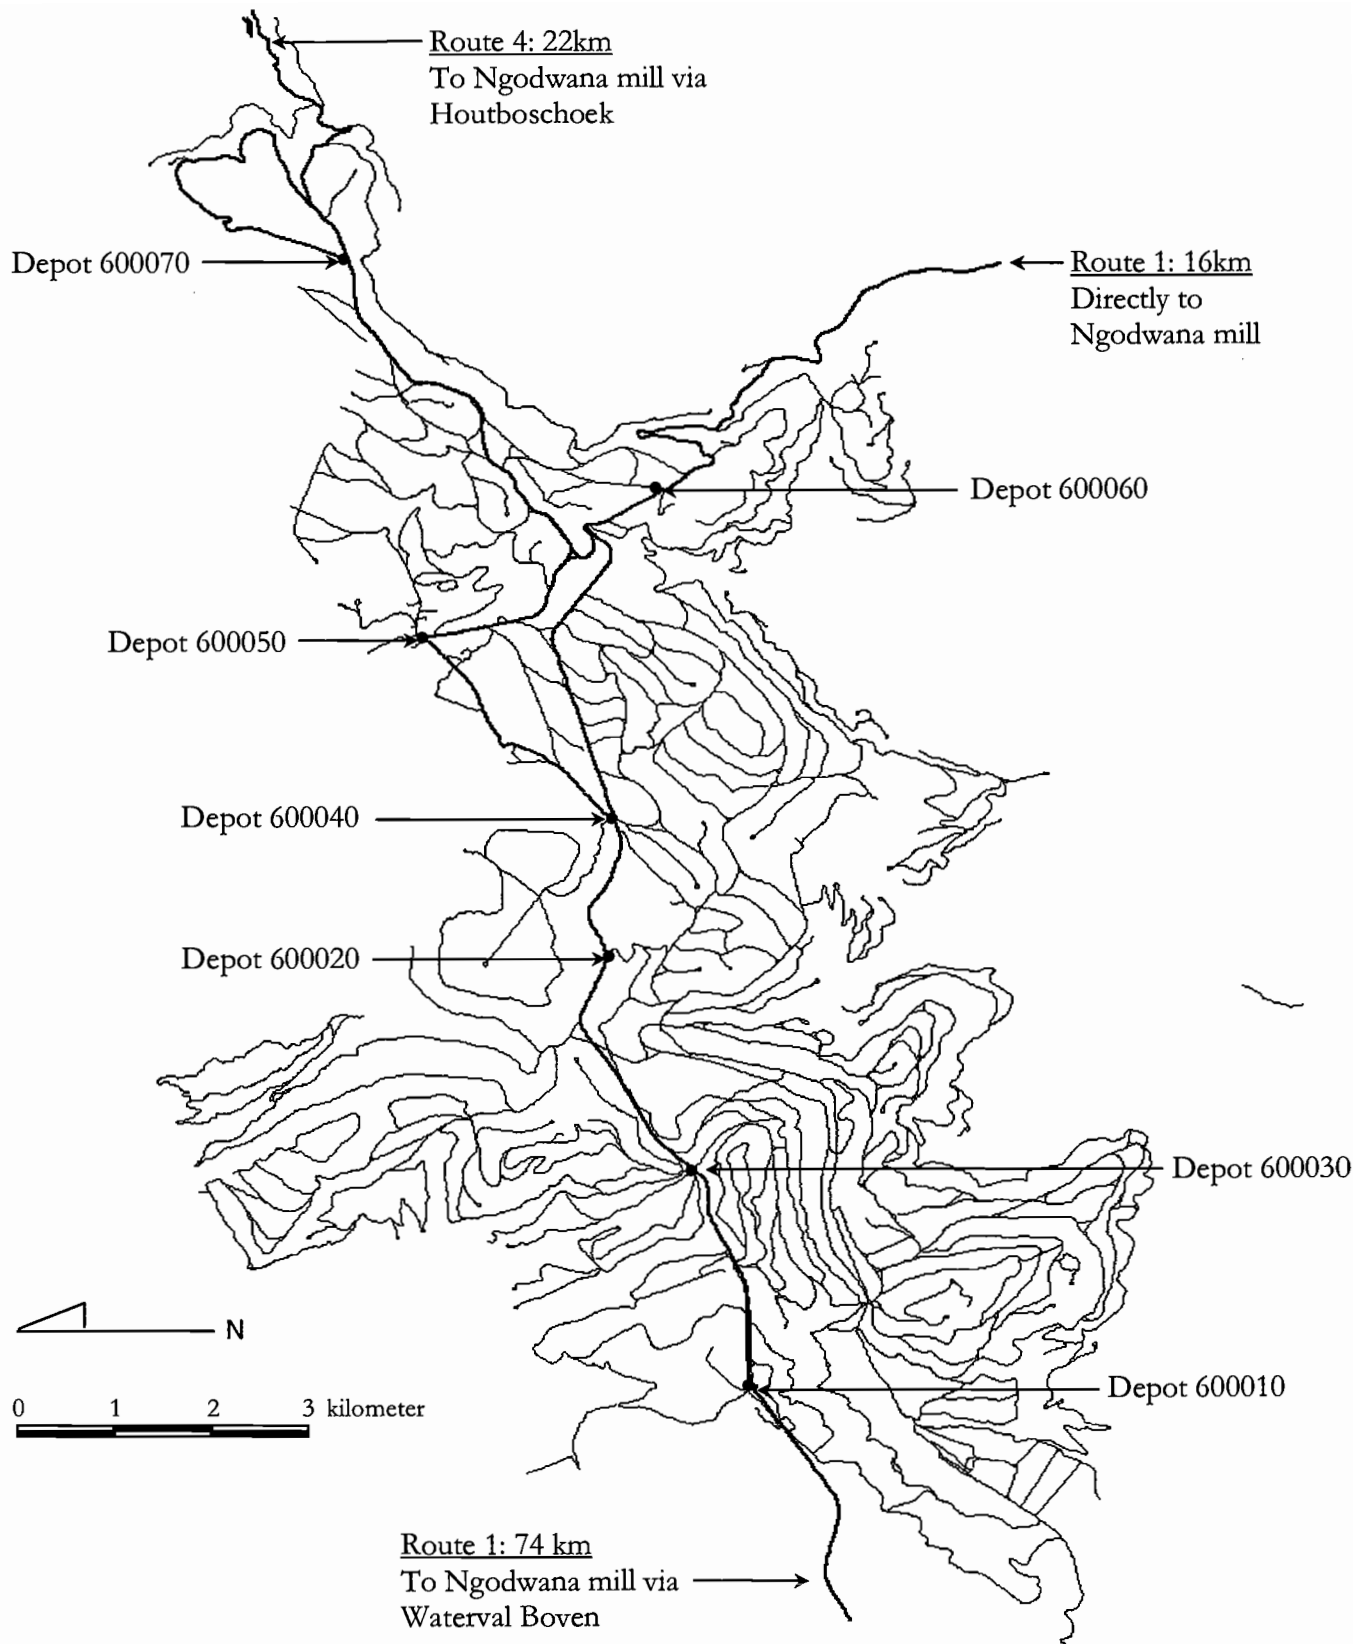 Route 4: 22km
To Ngodwana mill via
Houtboschoek
Depot 600070
Route 1: 16km
Directly to
Ngodwana mill
Depot 600060
Depot 600050
Depot 600040
Depot 600020
Depot 600030
N
Depot 600010
0 1 2 3 kilometer
Route 1: 74 km
To Ngodwana mill via
Waterval Boven